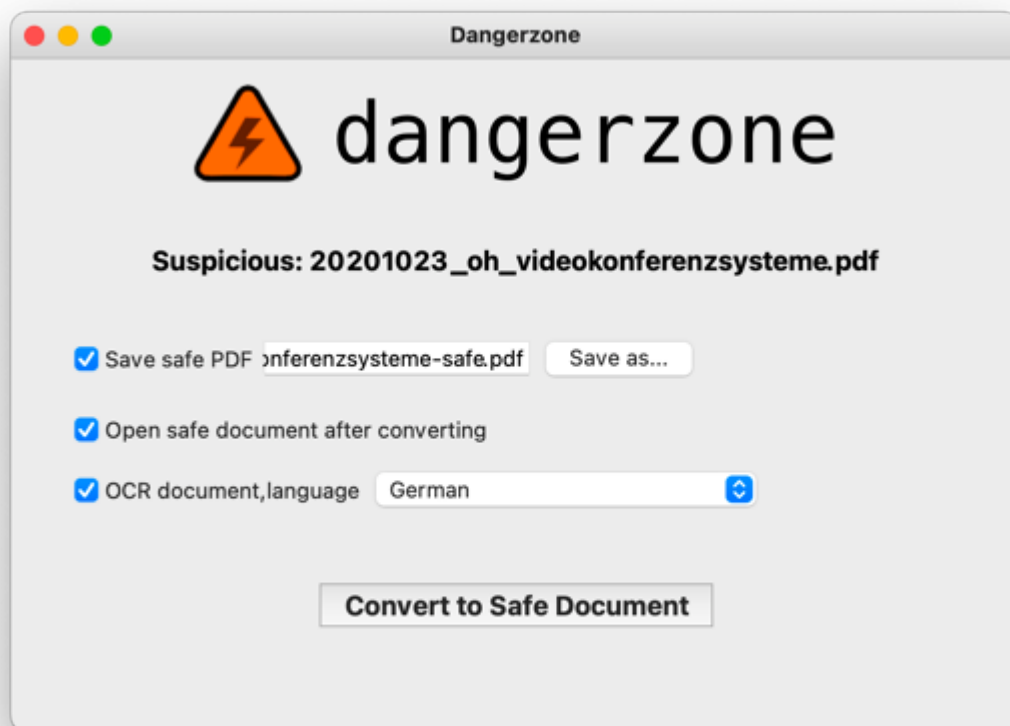 Dangerzone
dangerzone
Suspicious: 20201023_oh_videokonferenzsysteme.pdf
Save safe PDF onferenzsysteme-safe.pdf Save as...
Open safe document after converting
OCR document,language German
Convert to Safe Document